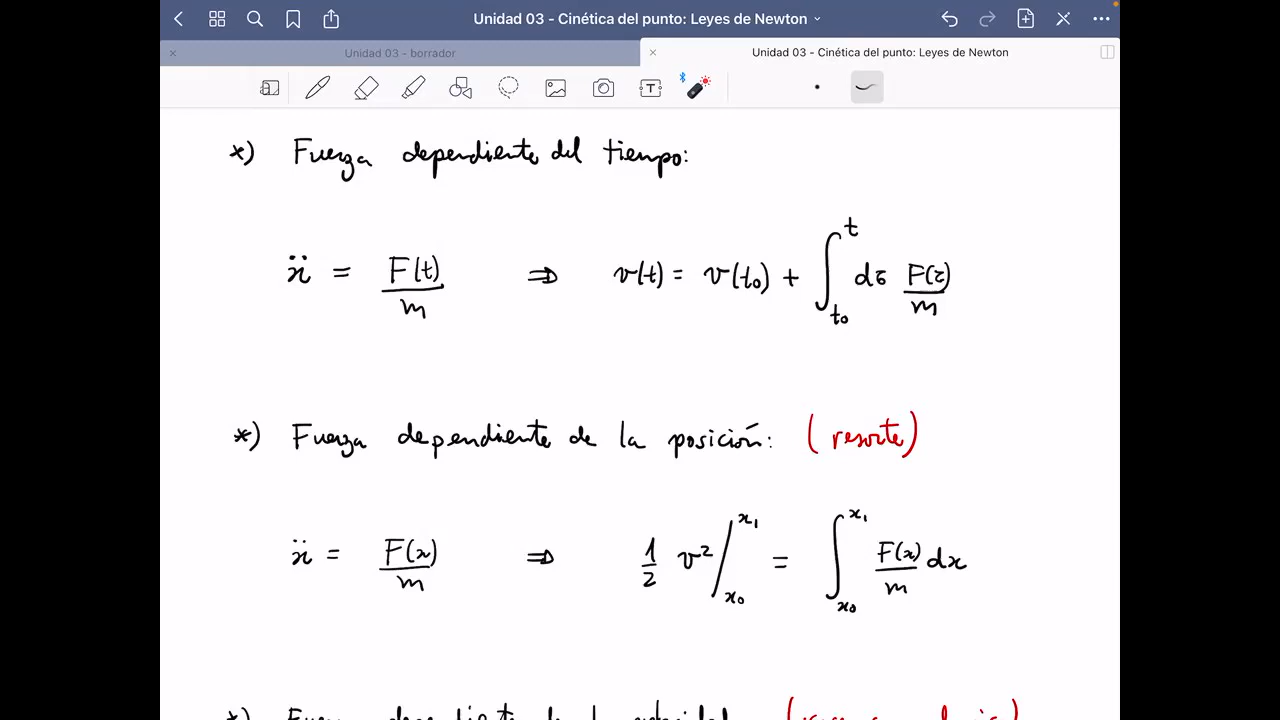 Unidad 03 - Cinética del punto: Leyes de Newton
Unidad 03 - borrador
Unidad 03 - Cinética del punto: Leyes de Newton
*) Fuerza dependiente del tiempo:
ẍ = F(t)/m ⇒ v(t) = v(t₀) + ∫_{t₀}^{t} dτ F(τ)/m
*) Fuerza dependiente de la posición: (resorte)
ẍ = F(x)/m ⇒ 1/2 v² |_{x₀}^{x₁} = ∫_{x₀}^{x₁} F(x)/m dx